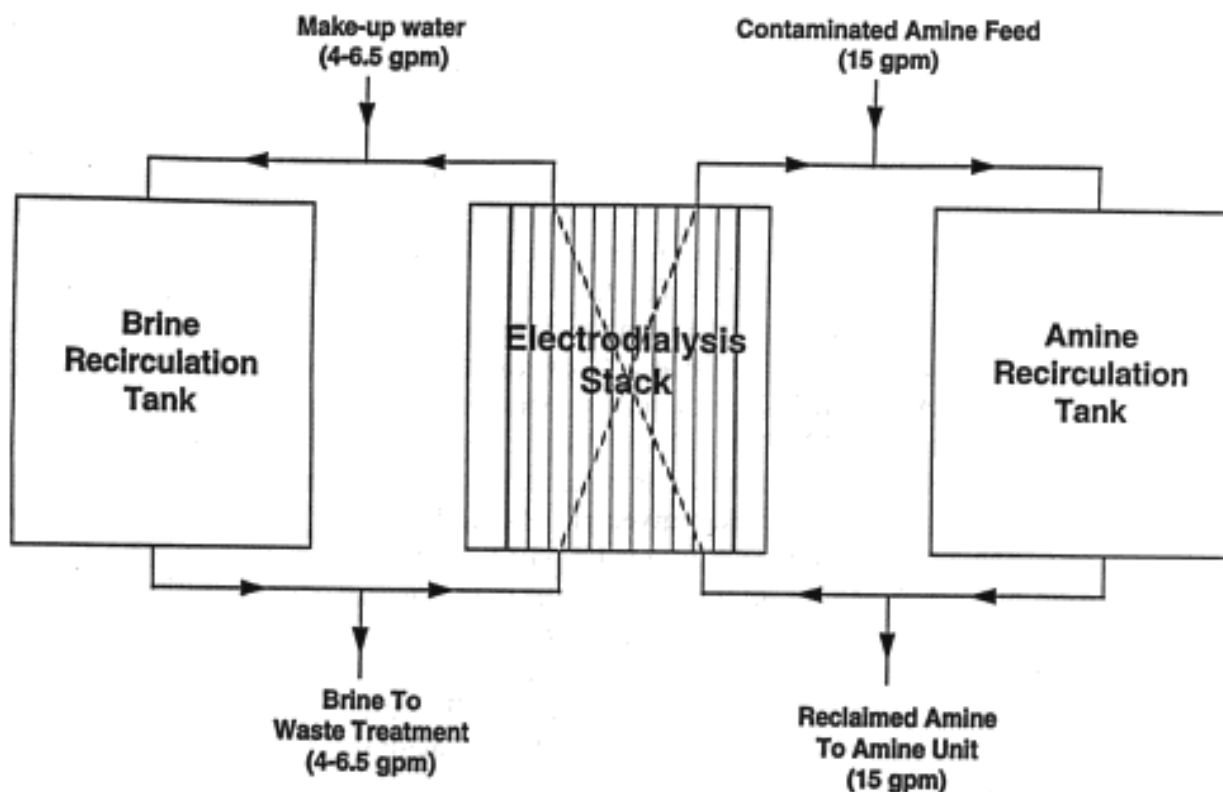 Make-up water
(4-6.5 gpm)
Contaminated Amine Feed
(15 gpm)
Brine
Recirculation
Tank
Electrodialysis
Stack
Amine
Recirculation
Tank
Brine To
Waste Treatment
(4-6.5 gpm)
Reclaimed Amine
To Amine Unit
(15 gpm)